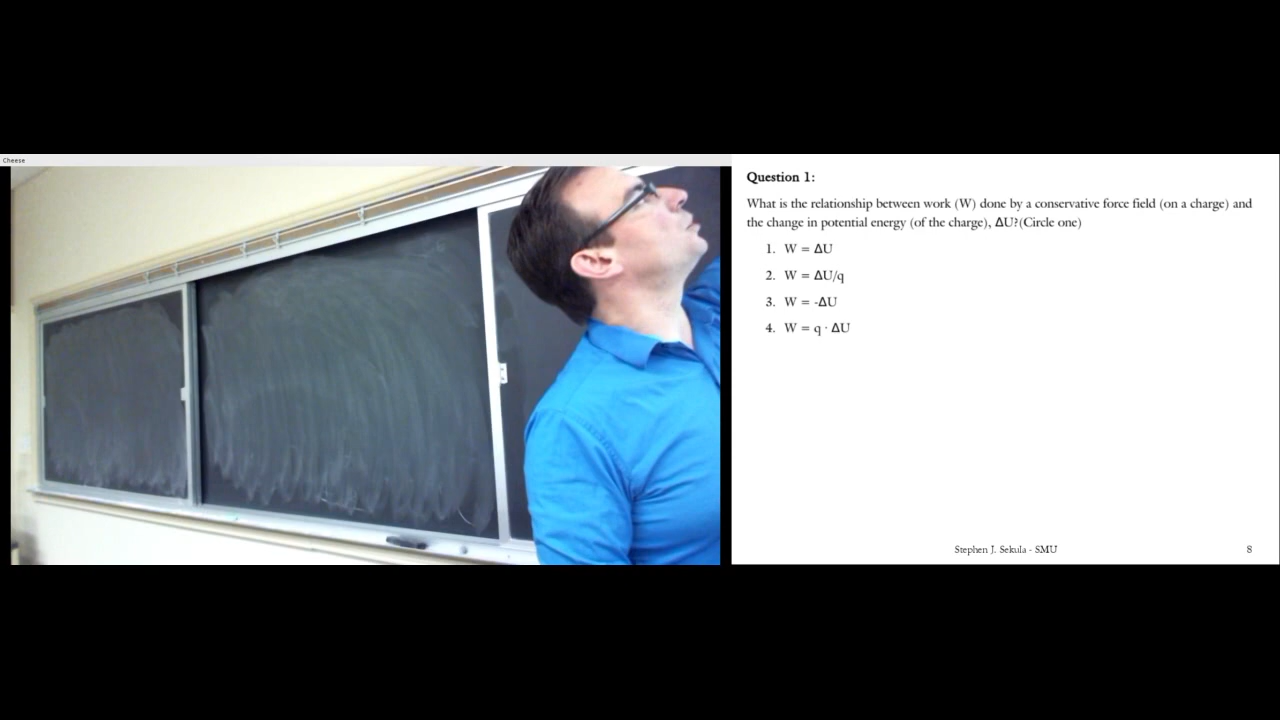 Cheese
Question 1:
What is the relationship between work (W) done by a conservative force field (on a charge) and
the change in potential energy (of the charge), ΔU?(Circle one)
1. W = ΔU
2. W = ΔU/q
3. W = -ΔU
4. W = q · ΔU
Stephen J. Sekula - SMU
8